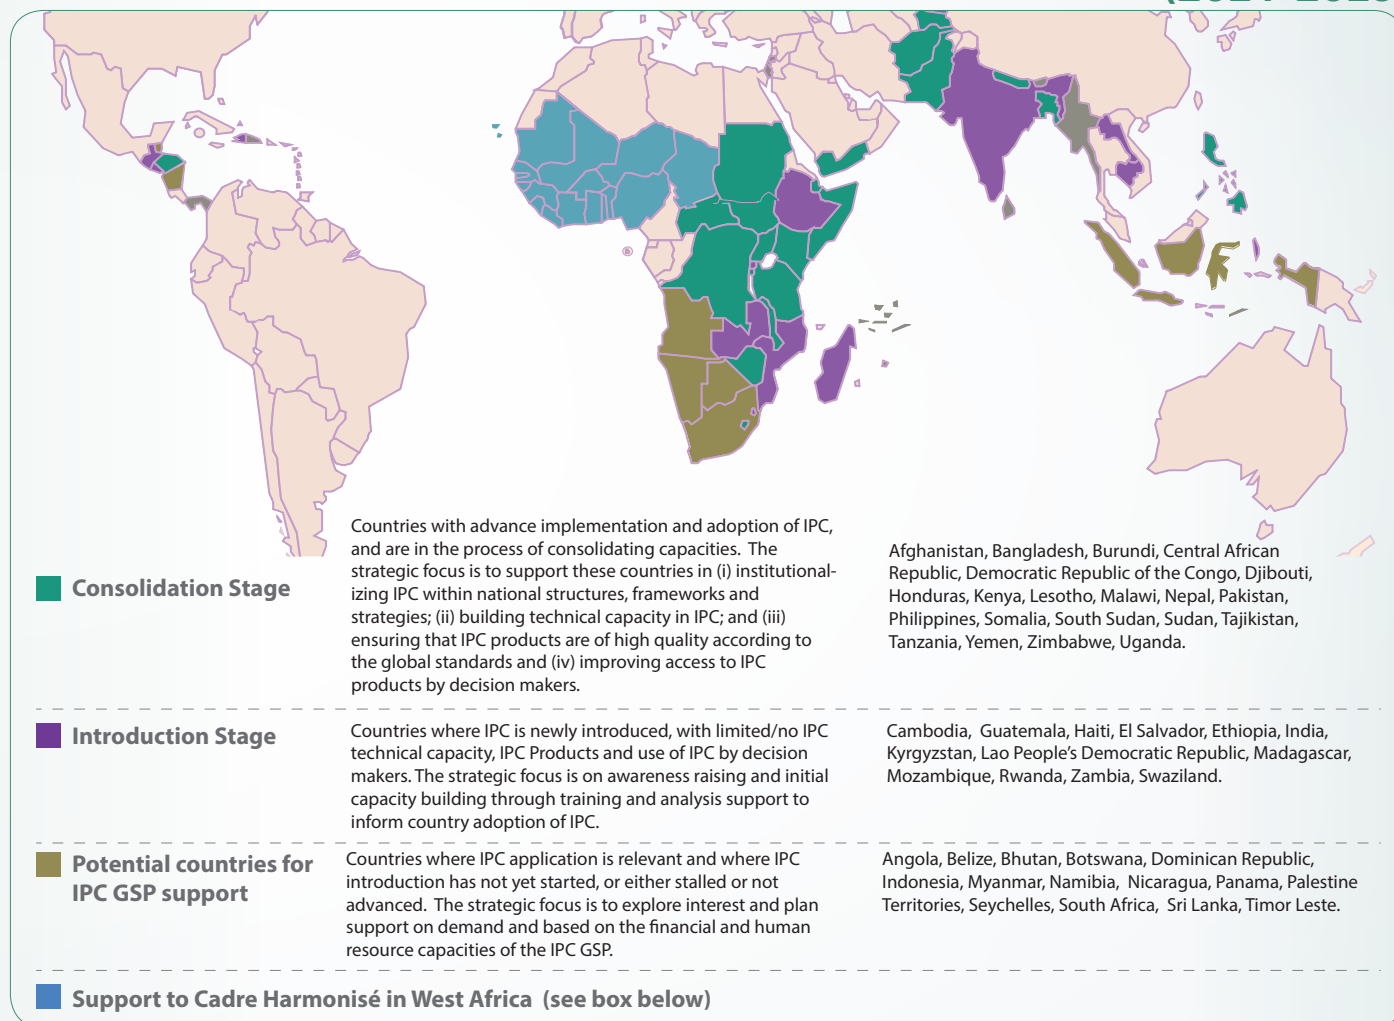 Countries with advance implementation and adoption of IPC,
and are in the process of consolidating capacities. The
strategic focus is to support these countries in (i) institutional-
izing IPC within national structures, frameworks and
strategies; (ii) building technical capacity in IPC; and (iii)
ensuring that IPC products are of high quality according to
the global standards and (iv) improving access to IPC
products by decision makers.
Consolidation Stage
Afghanistan, Bangladesh, Burundi, Central African
Republic, Democratic Republic of the Congo, Djibouti,
Honduras, Kenya, Lesotho, Malawi, Nepal, Pakistan,
Philippines, Somalia, South Sudan, Sudan, Tajikistan,
Tanzania, Yemen, Zimbabwe, Uganda.
Introduction Stage
Countries where IPC is newly introduced, with limited/no IPC
technical capacity, IPC Products and use of IPC by decision
makers. The strategic focus is on awareness raising and initial
capacity building through training and analysis support to
inform country adoption of IPC.
Cambodia, Guatemala, Haiti, El Salvador, Ethiopia, India,
Kyrgyzstan, Lao People's Democratic Republic, Madagascar,
Mozambique, Rwanda, Zambia, Swaziland.
Potential countries for
IPC GSP support
Countries where IPC application is relevant and where IPC
introduction has not yet started, or either stalled or not
advanced. The strategic focus is to explore interest and plan
support on demand and based on the financial and human
resource capacities of the IPC GSP.
Angola, Belize, Bhutan, Botswana, Dominican Republic,
Indonesia, Myanmar, Namibia, Nicaragua, Panama, Palestine
Territories, Seychelles, South Africa, Sri Lanka, Timor Leste.
Support to Cadre Harmonisé in West Africa (see box below)